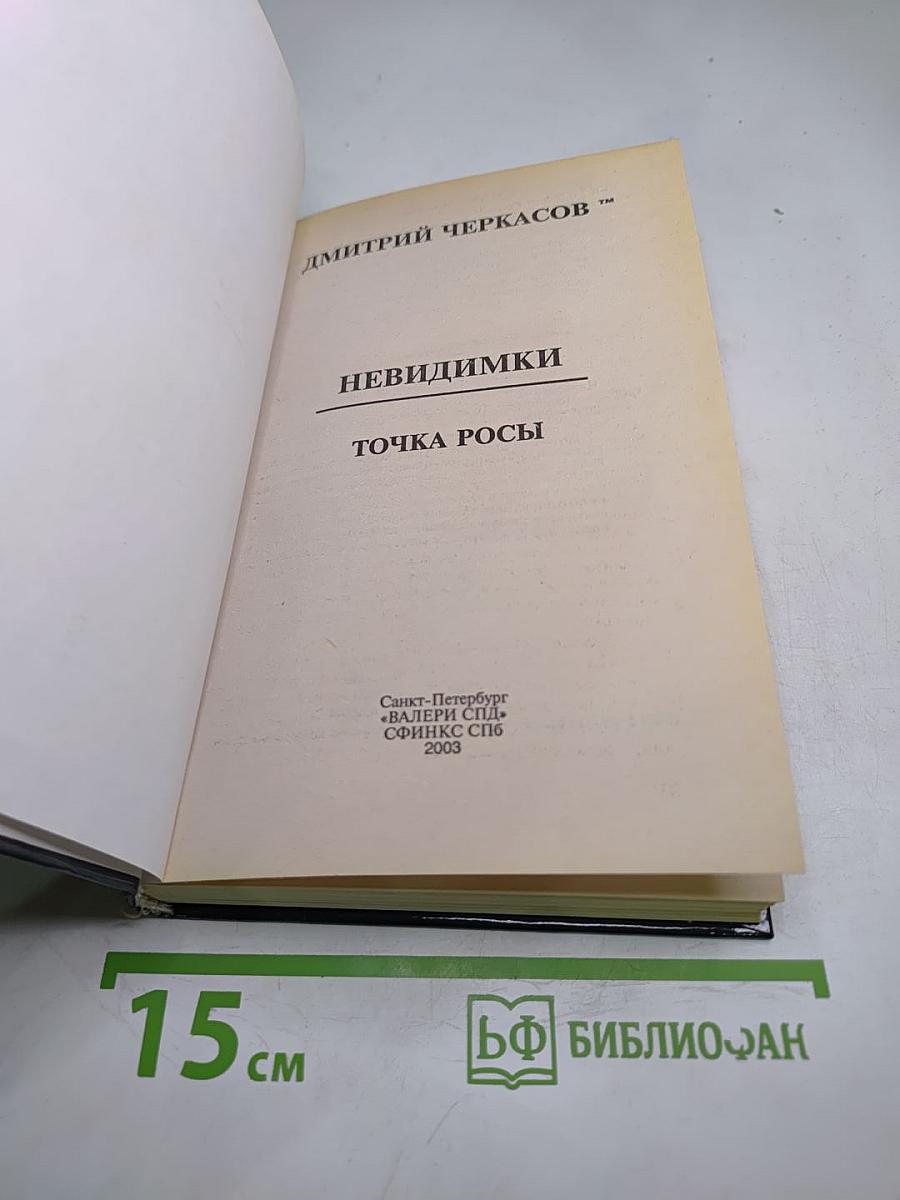 ДМИТРИЙ ЧЕРКАСОВ ™
НЕВИДИМКИ
ТОЧКА РОСЫ
Санкт-Петербург
«ВАЛЕРИ СПД»
СФИНКС СПб
2003
15 см
БФ БИБЛИОФАН